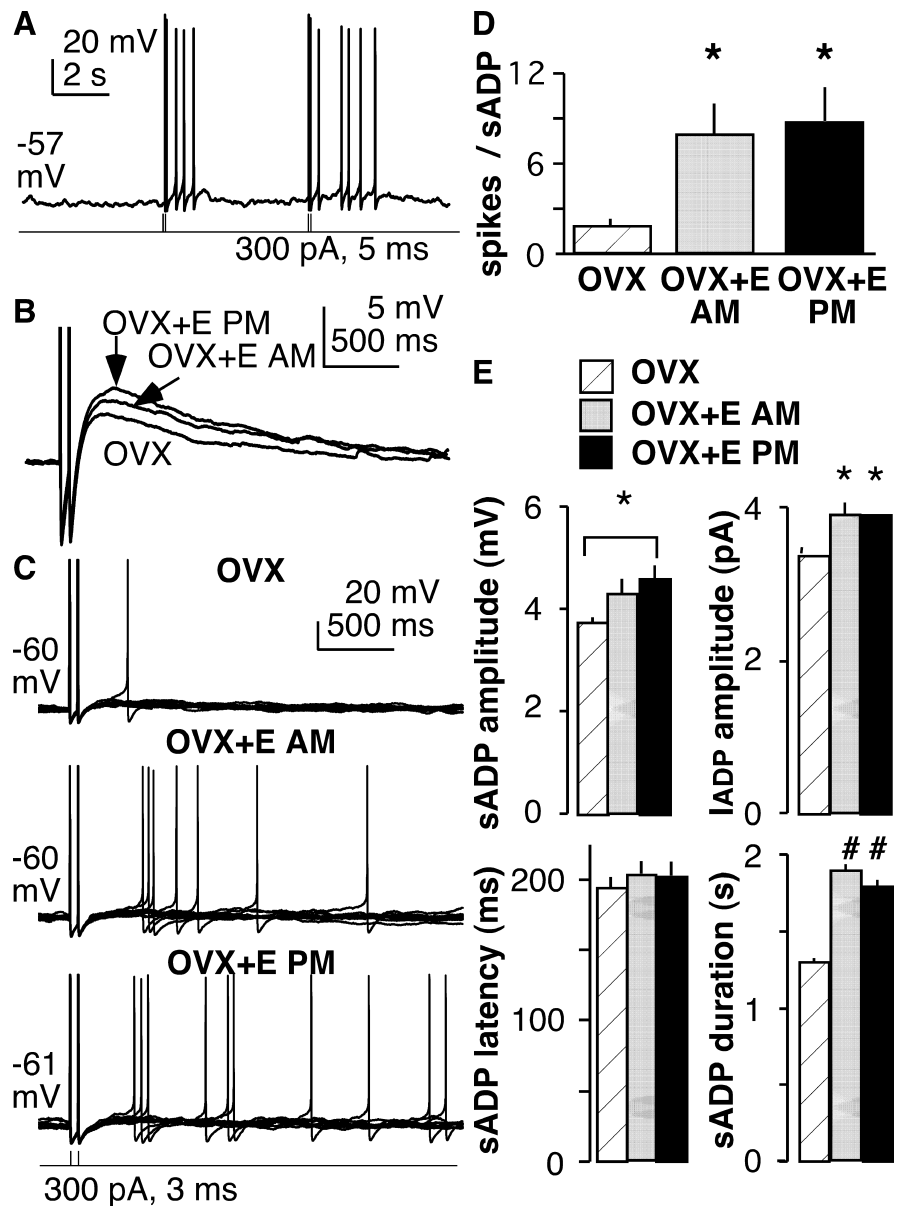 A
20 mV
2 s
-57
mV
300 pA, 5 ms
B
OVX+E PM
OVX+E AM
OVX
5 mV
500 ms
C
OVX
20 mV
500 ms
-60
mV
OVX+E AM
-60
mV
OVX+E PM
-61
mV
300 pA, 3 ms
D
spikes / sADP
12
6
0
* *
OVX OVX+E OVX+E
AM PM
E
OVX
OVX+E AM
OVX+E PM
sADP amplitude (mV)
6
4
2
0
*
IADP amplitude (pA)
4
2
0
* *
sADP latency (ms)
200
100
0
sADP duration (s)
2
1
0
# #